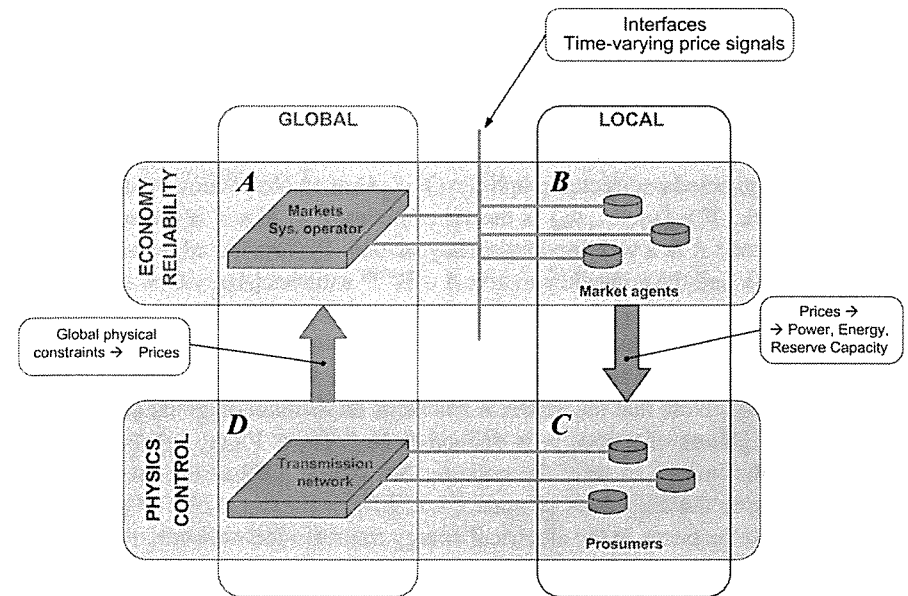 Interfaces
Time-varying price signals
GLOBAL
LOCAL
ECONOMY
RELIABILITY
A
Markets
Sys. operator
B
Market agents
Global physical
constraints → Prices
Prices →
→ Power, Energy,
Reserve Capacity
PHYSICS
CONTROL
D
Transmission
network
C
Prosumers